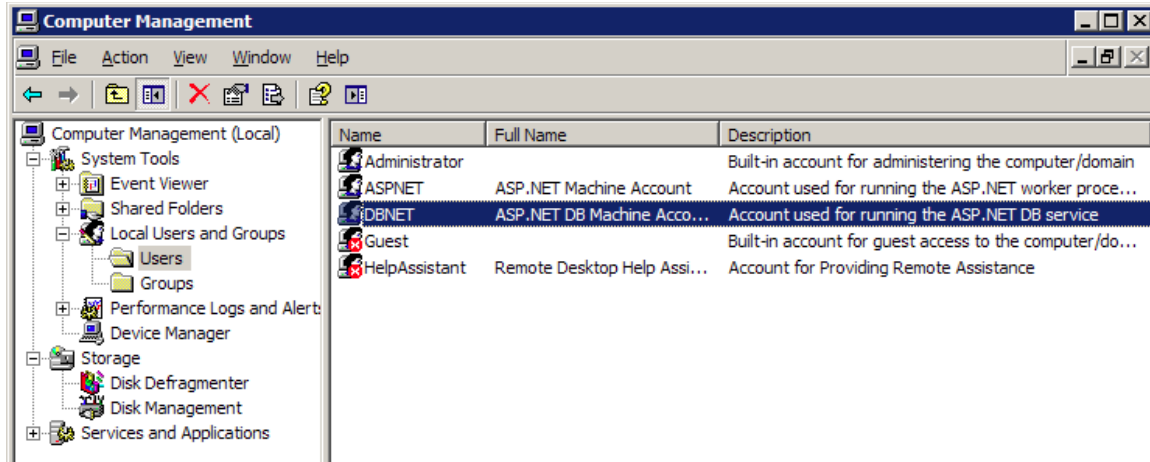 Computer Management
File Action View Window Help
Computer Management (Local)
System Tools
Event Viewer
Shared Folders
Local Users and Groups
Users
Groups
Performance Logs and Alerts
Device Manager
Storage
Disk Defragmenter
Disk Management
Services and Applications
Name Full Name Description
Administrator Built-in account for administering the computer/domain
ASPNET ASP.NET Machine Account Account used for running the ASP.NET worker proce...
DBNET ASP.NET DB Machine Acco... Account used for running the ASP.NET DB service
Guest Built-in account for guest access to the computer/do...
HelpAssistant Remote Desktop Help Assi... Account for Providing Remote Assistance